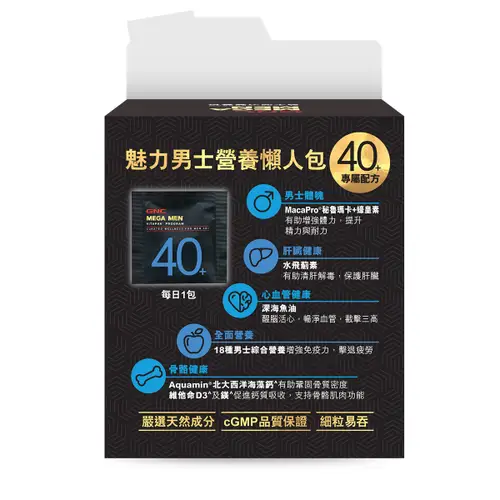 MEGA
魅力男士營養懶人包
40+
專屬配方
GNC
MEGA MEN
VITAPAK® PROGRAM
40+
每日1包
男士體魄
MacaPro®秘魯瑪卡+蠔皇素
有助增強體力，提升
精力與耐力
肝臟健康
水飛薊素
有助清肝解毒，保護肝臟
心血管健康
深海魚油
醒腦活心，暢淨血管，截擊三高
全面營養
18種男士綜合營養增強免疫力，擊退疲勞
骨骼健康
Aquamin®北大西洋海藻鈣^有助鞏固骨質密度
維他命D3^及鎂^促進鈣質吸收，支持骨骼肌肉功能
嚴選天然成分
cGMP品質保證
細粒易吞